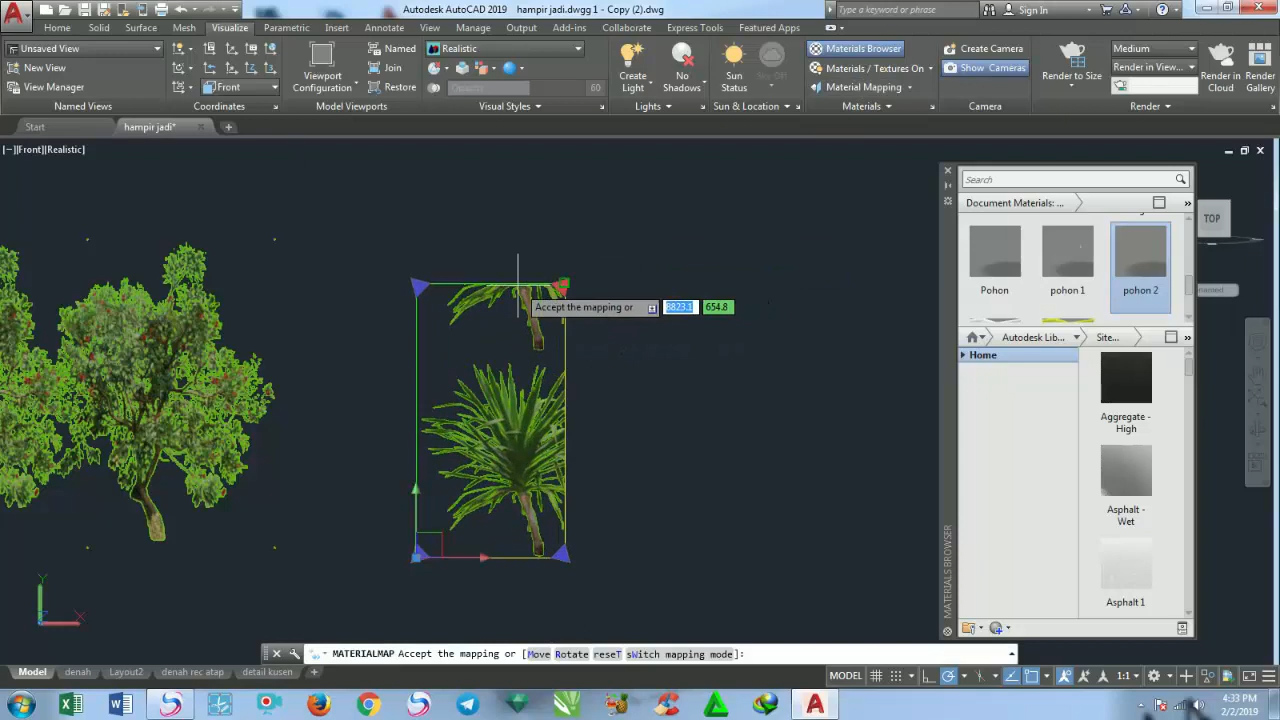 Autodesk AutoCAD 2019 hampir jadi.dwgg 1 - Copy (2).dwg
Type a keyword or phrase
Sign In
Home Solid Surface Mesh Visualize Parametric Insert Annotate View Manage Output Add-ins Collaborate Express Tools Featured Apps
Unsaved View
New View
View Manager
Named Views
Front
Coordinates
Viewport
Configuration
Named
Join
Restore
Model Viewports
Realistic
Opacity 60
Visual Styles
Create
Light
No
Shadows
Lights
Sun
Status
Sky Off
Sun & Location
Materials Browser
Materials / Textures On
Material Mapping
Materials
Create Camera
Show Cameras
Camera
Render to Size
Medium
Render in View...
Render in
Cloud
Render
Gallery
Render
Start
hampir jadi*
[−][Front][Realistic]
Accept the mapping or 8823.1 654.8
Search
Document Materials: ...
Pohon
pohon 1
pohon 2
TOP
Autodesk Lib...
Site...
Home
Aggregate -
High
Asphalt -
Wet
Asphalt 1
MATERIALS BROWSER
Y
X
MATERIALMAP Accept the mapping or [Move Rotate reseT sWitch mapping mode]:
Model denah Layout2 denah rec atap detail kusen
MODEL
1:1
4:33 PM
2/2/2019